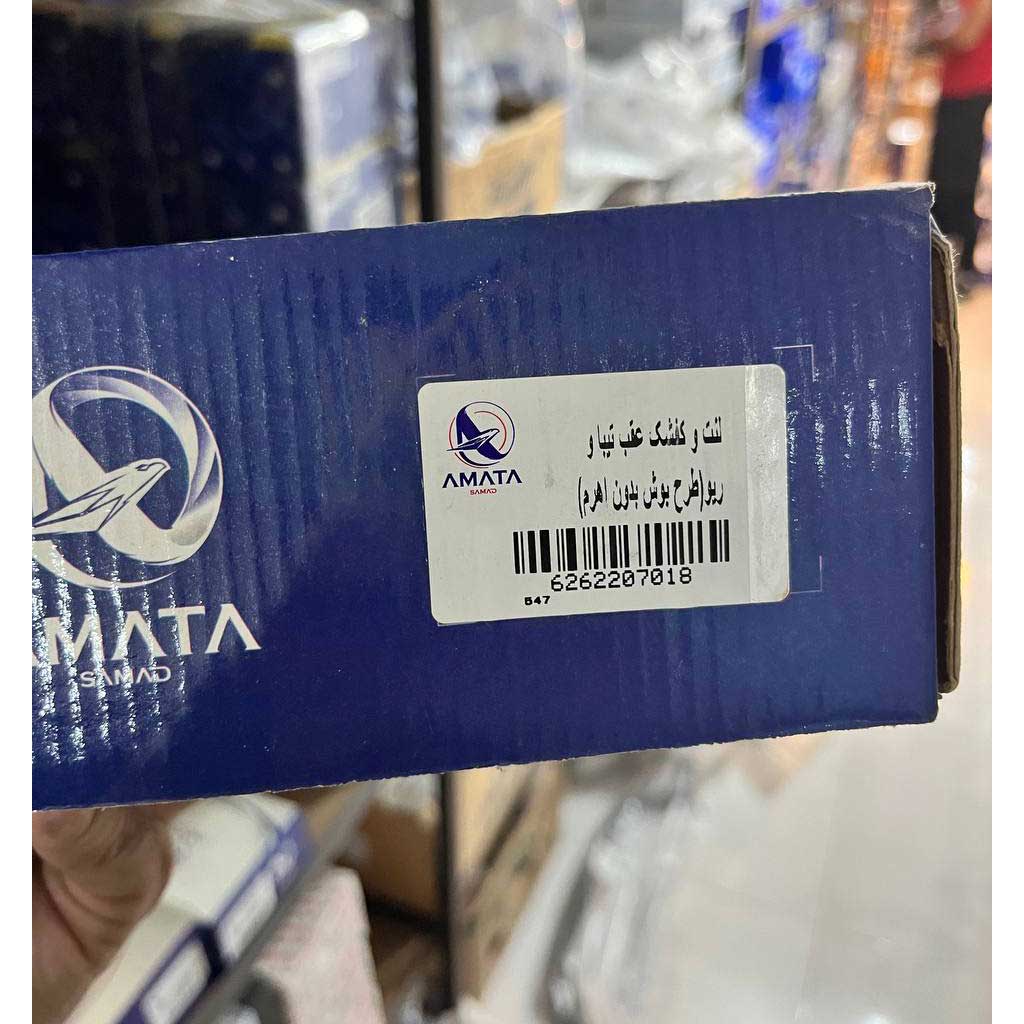 AMATA
SAMAD
AMATA
SAMAD
لنت و کفشک عقب تیبا و
ریو(طرح بوش بدون اهرم)
6262207018
547